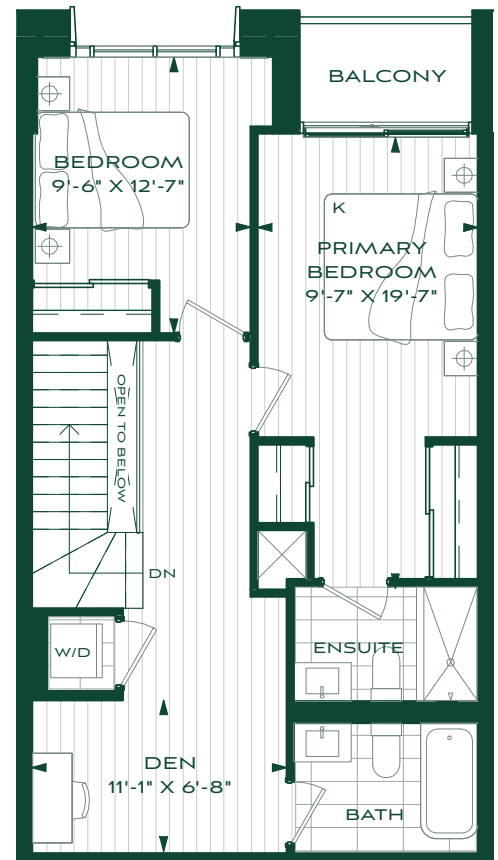 BALCONY
BEDROOM
9'-6" X 12'-7"
K
PRIMARY
BEDROOM
9'-7" X 19'-7"
OPEN TO BELOW
DN
W/D
ENSUITE
DEN
11'-1" X 6'-8"
BATH